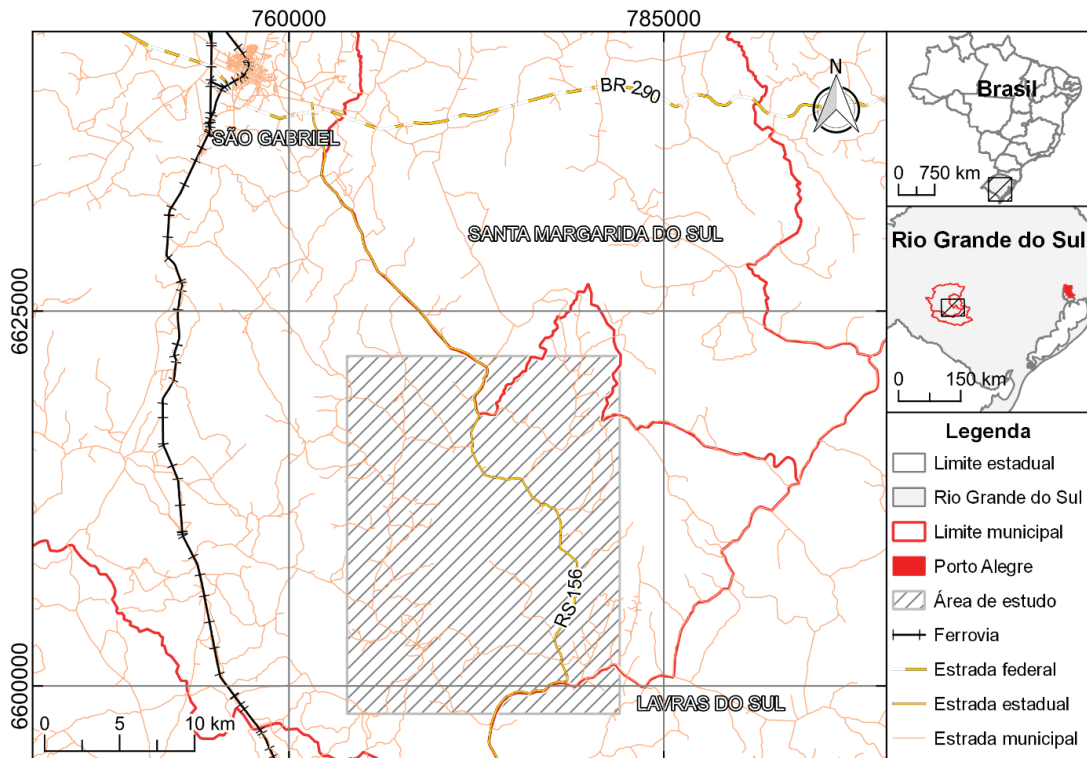 760000
785000
N
BR-290
SÃO GABRIEL
SANTA MARGARIDA DO SUL
6625000
RS-156
6600000
LAVRAS DO SUL
0 5 10 km
Brasil
0 750 km
Rio Grande do Sul
0 150 km
Legenda
Limite estadual
Rio Grande do Sul
Limite municipal
Porto Alegre
Área de estudo
Ferrovia
Estrada federal
Estrada estadual
Estrada municipal